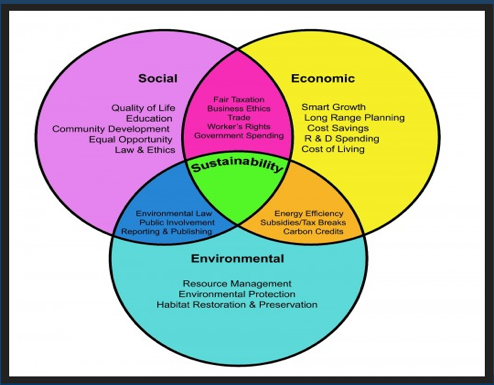 Social
Quality of Life
Education
Community Development
Equal Opportunity
Law & Ethics
Fair Taxation
Business Ethics
Trade
Worker's Rights
Government Spending
Economic
Smart Growth
Long Range Planning
Cost Savings
R & D Spending
Cost of Living
Sustainability
Environmental Law
Public Involvement
Reporting & Publishing
Energy Efficiency
Subsidies/Tax Breaks
Carbon Credits
Environmental
Resource Management
Environmental Protection
Habitat Restoration & Preservation